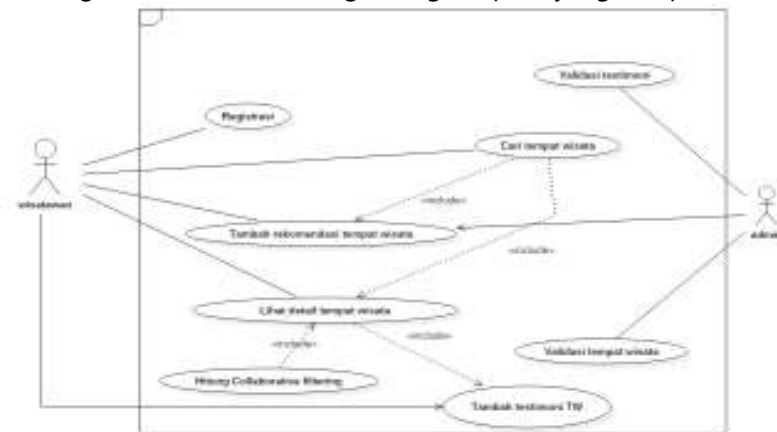 Validasi testimoni
Registrasi
Cari tempat wisata
wisatawan
«include»
Tambah rekomendasi tempat wisata
admin
«include»
Lihat detail tempat wisata
«include»
«include»
Validasi tempat wisata
Hitung Collaborative filtering
Tambah testimoni TW